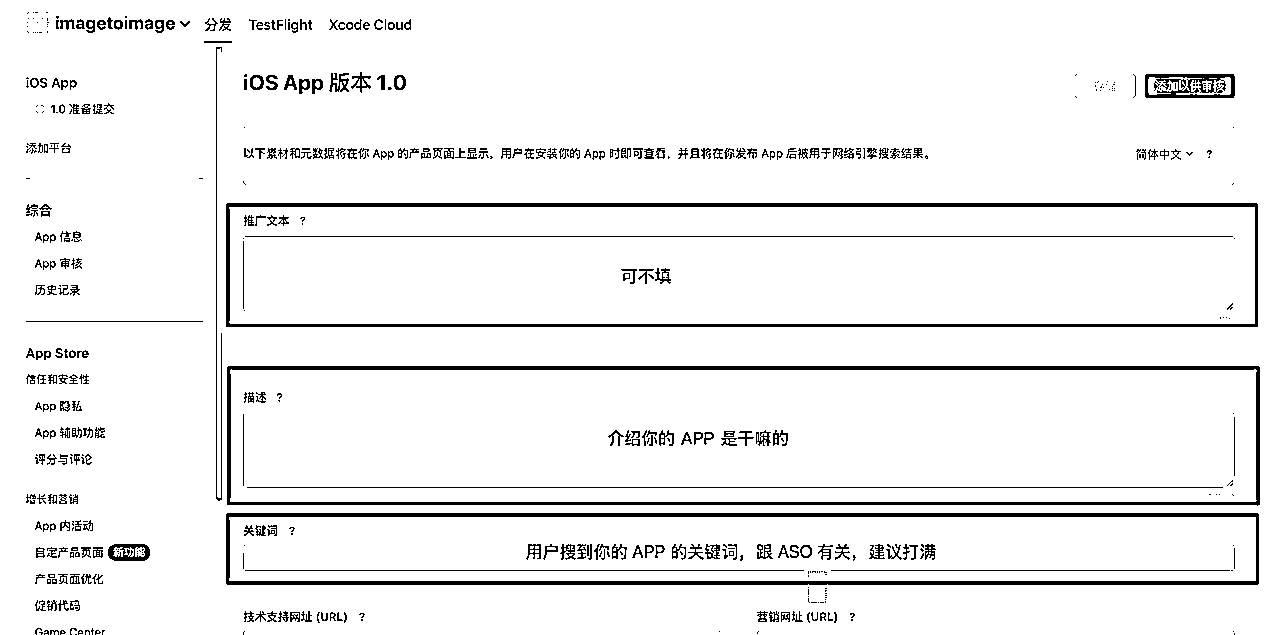 imagetoimage 分发 TestFlight Xcode Cloud
iOS App
1.0 准备提交
添加平台
综合
App 信息
App 审核
历史记录
App Store
信任和安全性
App 隐私
App 辅助功能
评分与评论
增长和营销
App 内活动
自定产品页面 新功能
产品页面优化
促销代码
Game Center
iOS App 版本 1.0
添加以供审核
以下素材和元数据将在你 App 的产品页面上显示，用户在安装你的 App 时即可查看，并且将在你发布 App 后被用于网络引擎搜索结果。
简体中文 ?
推广文本 ?
可不填
描述 ?
介绍你的 APP 是干嘛的
关键词 ?
用户搜到你的 APP 的关键词，跟 ASO 有关，建议打满
技术支持网址 (URL) ?
营销网址 (URL) ?